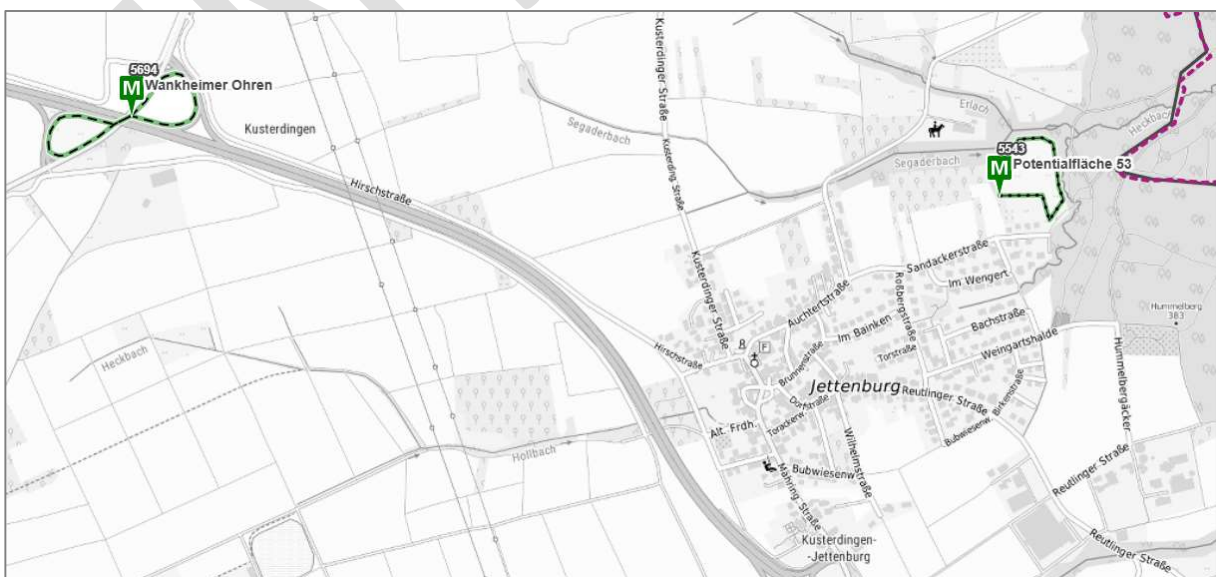 5694
Wankheimer Ohren
Kusterdingen
Hirschstraße
Segaderbach
Kusterdinger Straße
Kusterding. Straße
Erlach
Heckbach
Segaderbach
5543
Potentialfläche 53
Kusterdinger Straße
Sandackerstraße
Im Wengert
Roßbergstraße
Auchtertstraße
Im Bainken
Bachstraße
Weingartshalde
Hummelberg
383
Hummelbergäcker
Heckbach
Hirschstraße
F
Brunnenstraße
Torstraße
Jettenburg
Reutlinger Straße
Birkenstraße
Dorfstraße
Torackerw.
Alt. Frdh.
Wilhelmstraße
Bubwiesenw.
Hollbach
Bubwiesenw.
Mähring. Straße
Reutlinger Straße
Kusterdingen-
-Jettenburg
Reutlinger Straße